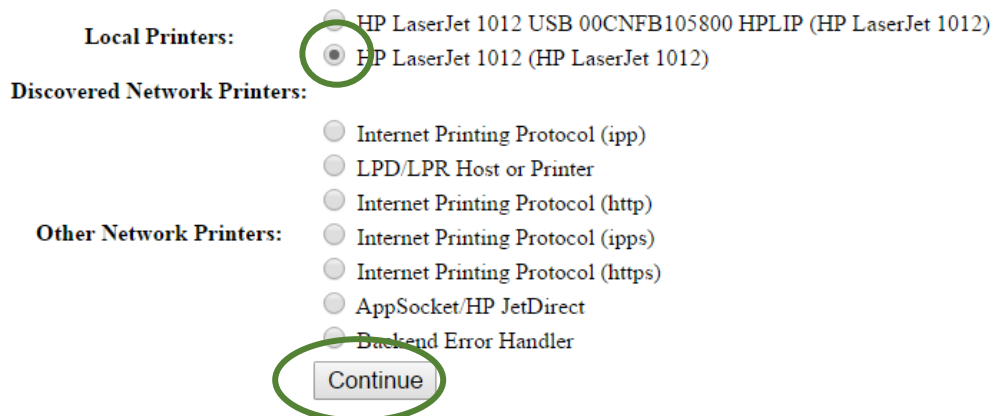 HP LaserJet 1012 USB 00CNFB105800 HPLIP (HP LaserJet 1012)
Local Printers:
HP LaserJet 1012 (HP LaserJet 1012)
Discovered Network Printers:
Internet Printing Protocol (ipp)
LPD/LPR Host or Printer
Internet Printing Protocol (http)
Other Network Printers:
Internet Printing Protocol (ipps)
Internet Printing Protocol (https)
AppSocket/HP JetDirect
Backend Error Handler
Continue